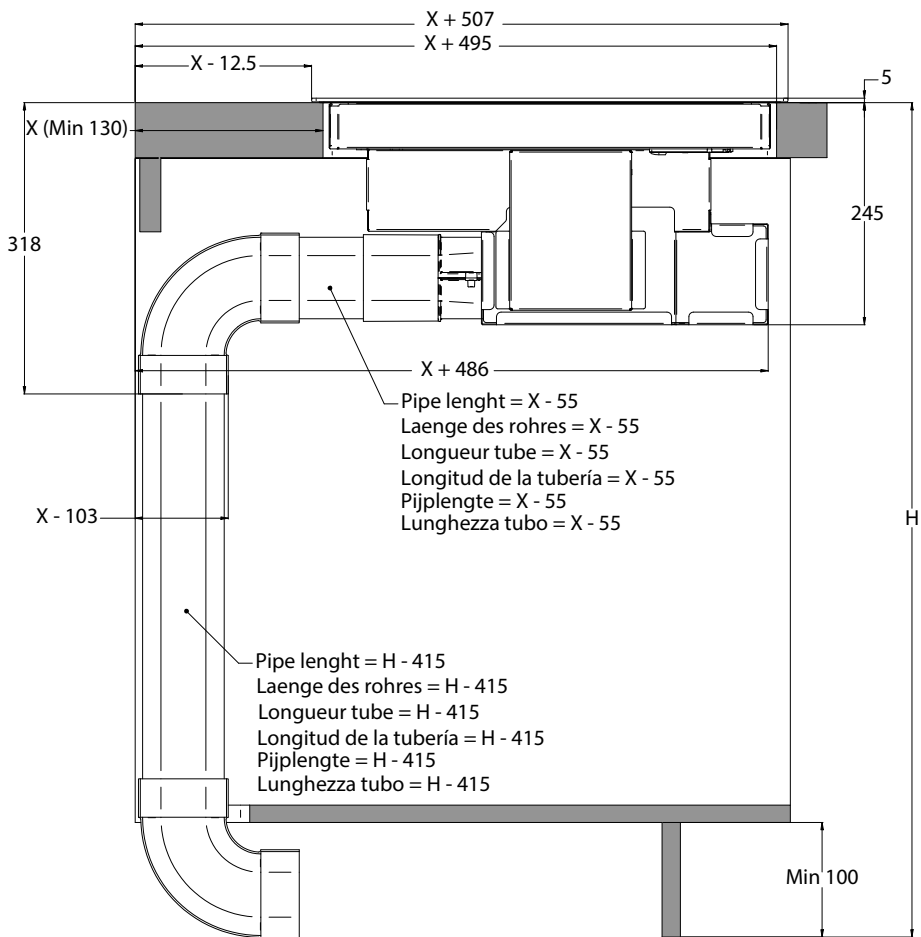 X + 507
X + 495
X - 12.5
5
X (Min 130)
318
245
X + 486
Pipe lenght = X - 55
Laenge des rohres = X - 55
Longueur tube = X - 55
Longitud de la tubería = X - 55
Pijplengte = X - 55
Lunghezza tubo = X - 55
X - 103
H
Pipe lenght = H - 415
Laenge des rohres = H - 415
Longueur tube = H - 415
Longitud de la tubería = H - 415
Pijplengte = H - 415
Lunghezza tubo = H - 415
Min 100